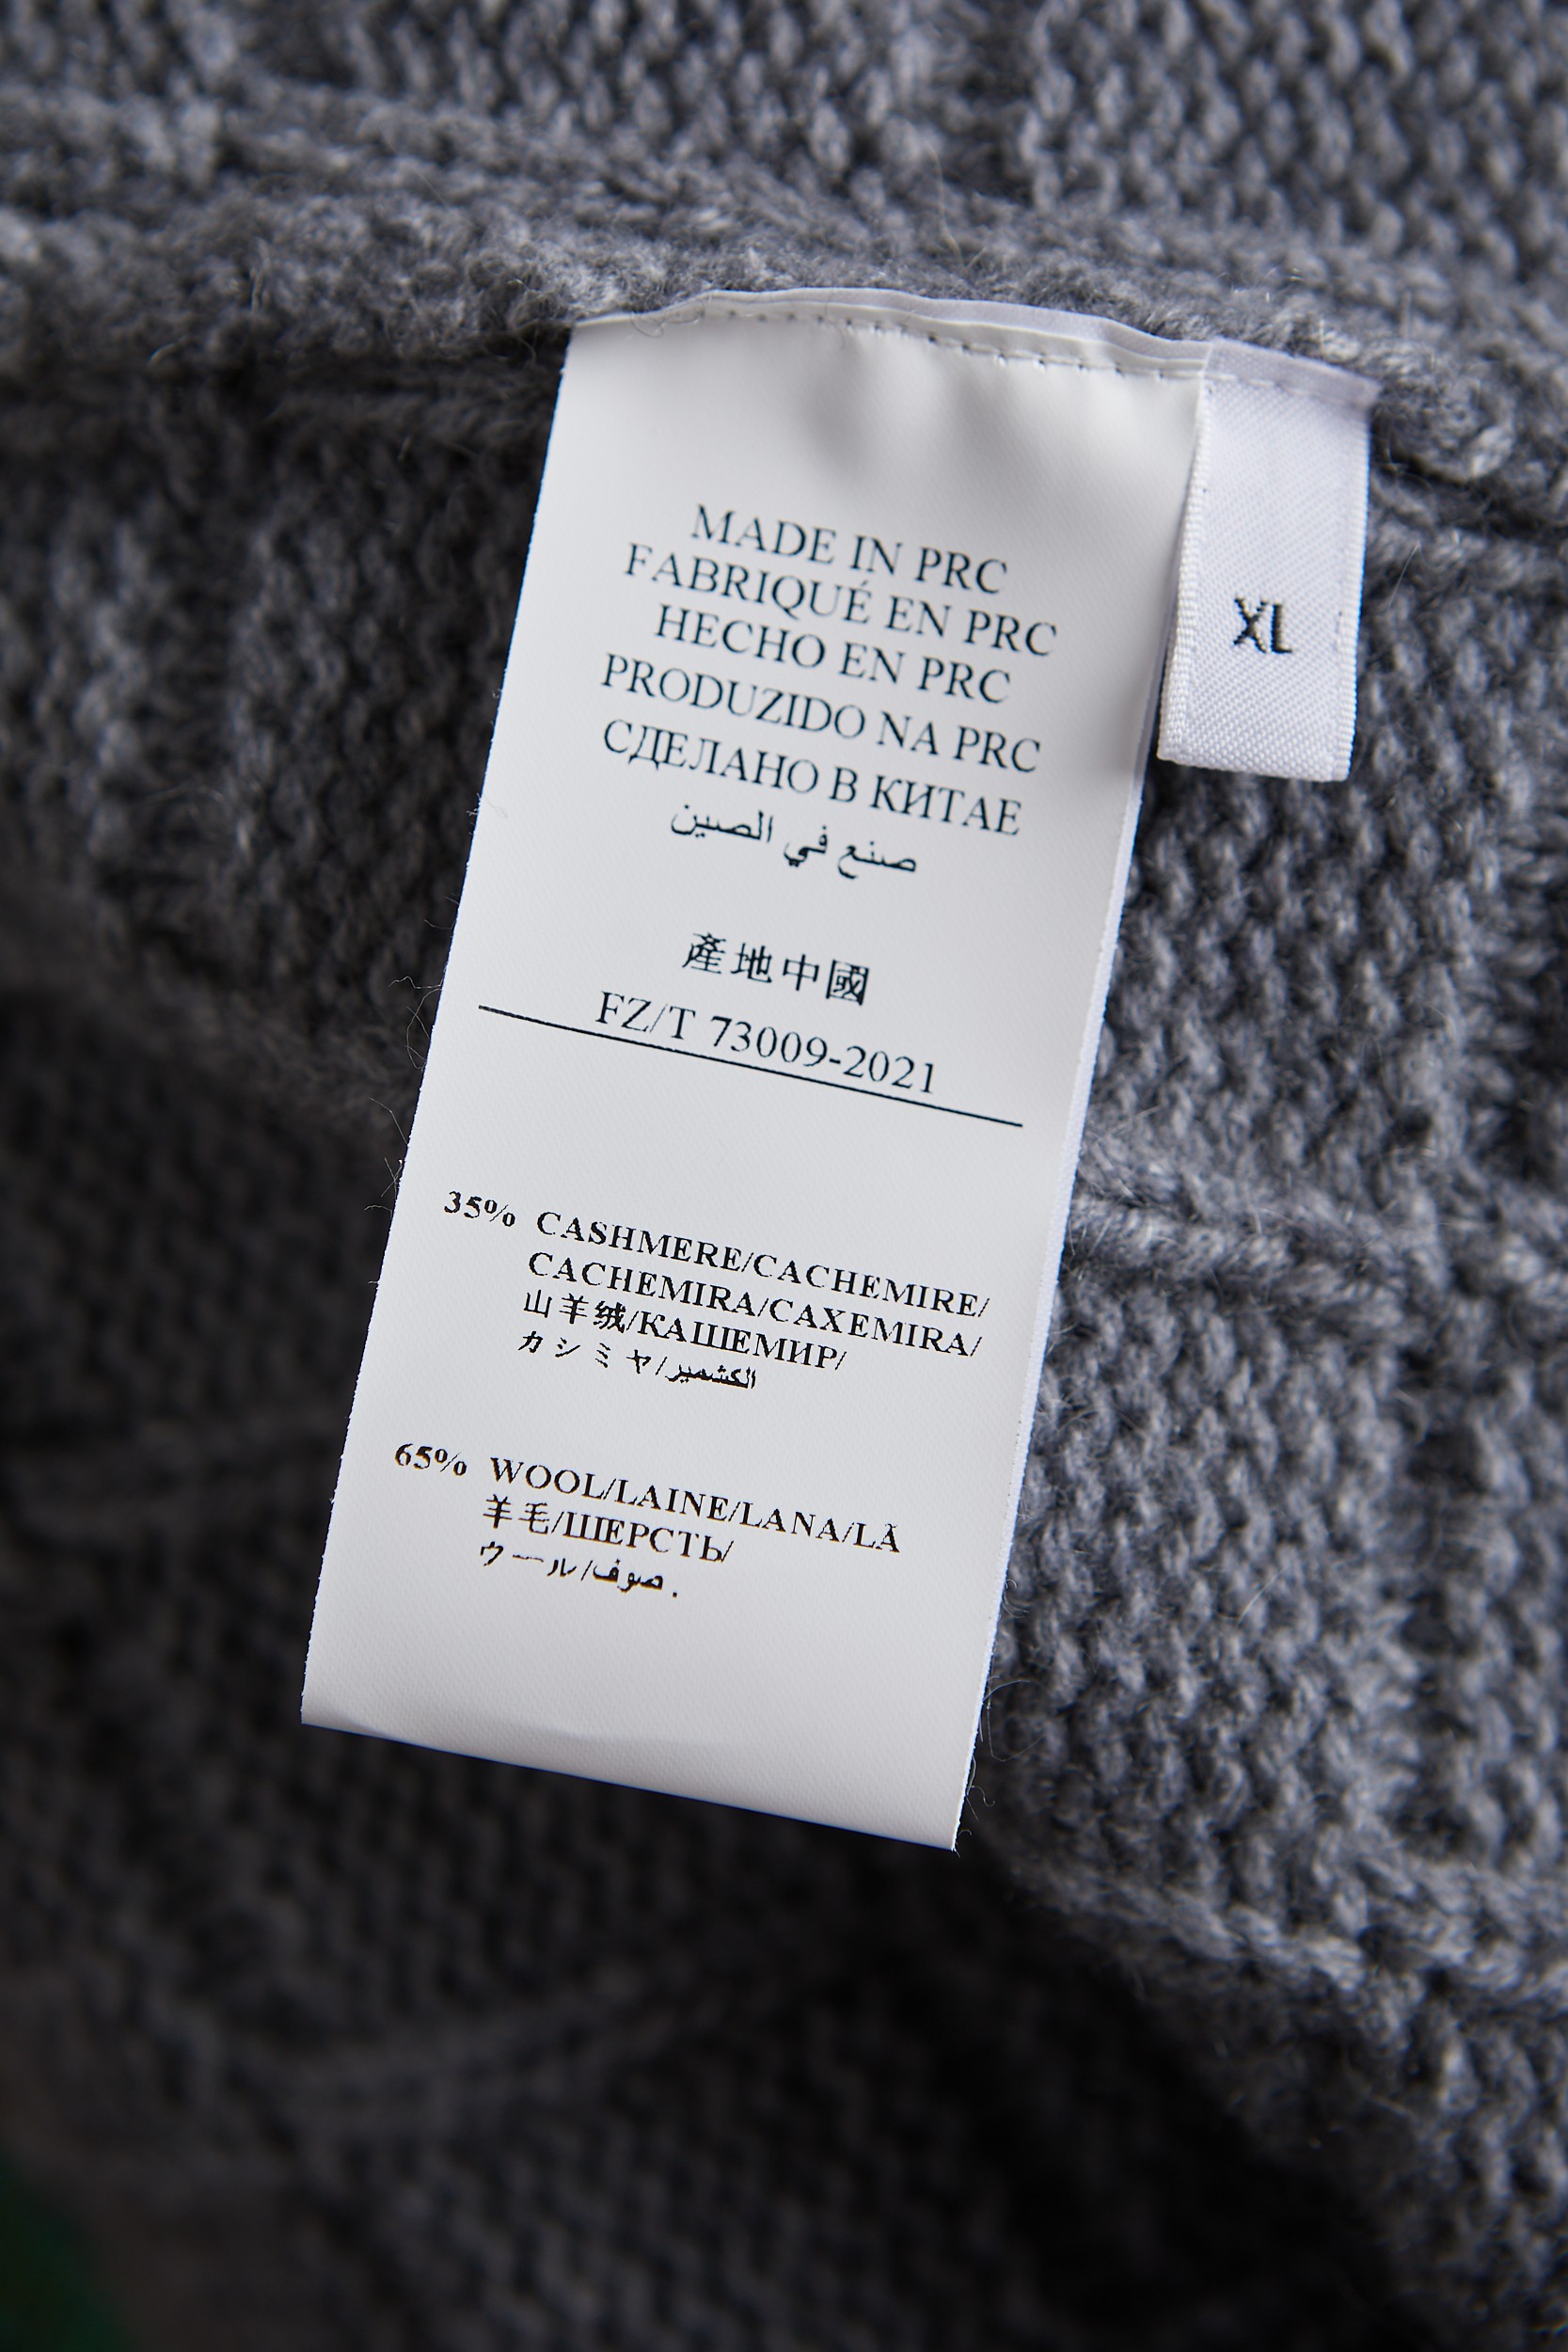 MADE IN PRC
FABRIQUÉ EN PRC
HECHO EN PRC
PRODUZIDO NA PRC
СДЕЛАНО В КИТАЕ
صنع في الصين
產地中國
FZ/T 73009-2021
35% CASHMERE/CACHEMIRE/
CACHEMIRA/CAXEMIRA/
山羊绒/КАШЕМИР/
カシミヤ/الكشمير
65% WOOL/LAINE/LANA/LÃ
羊毛/ШЕРСТЬ/
ウール/صوف.
XL